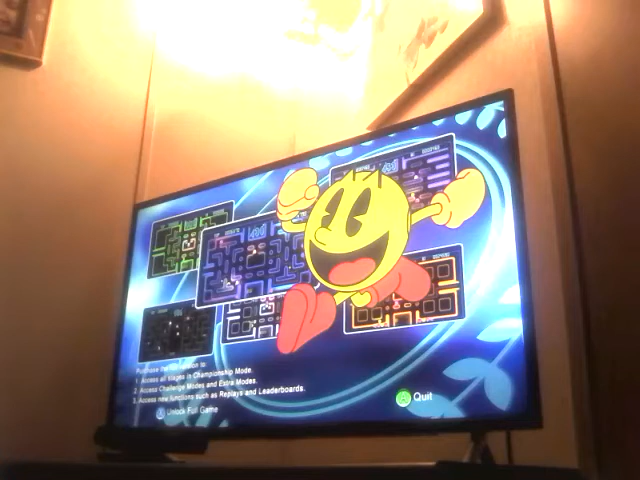 Purchase the full version to:
1. Access all stages in Championship Mode.
2. Access Challenge Modes and Extra Modes.
3. Access new functions such as Replays and Leaderboards.
Unlock Full Game
Quit